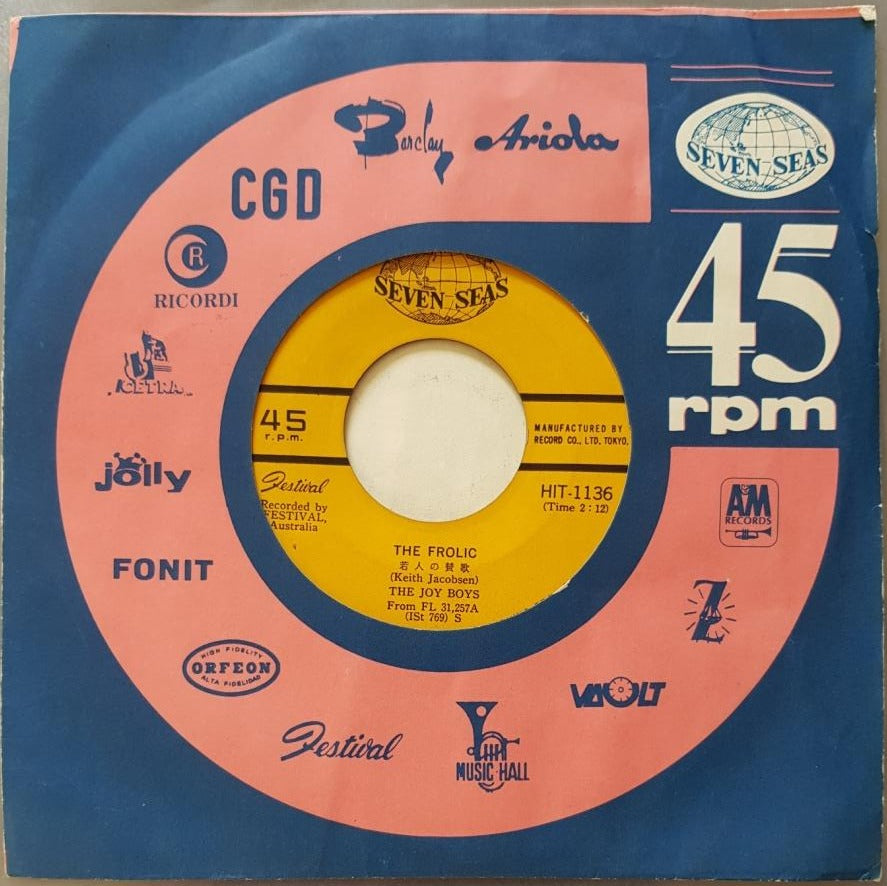 Barclay
Ariola
SEVEN SEAS
CGD
R
RICORDI
45
rpm
CETRA
jolly
FONIT
HIGH FIDELITY
ORFEON
ALTA FIDELIDAD
Festival
MUSIC HALL
VAULT
A&M
RECORDS
SEVEN SEAS
45
r.p.m.
MANUFACTURED BY
RECORD CO., LTD. TOKYO,
Festival
Recorded by
FESTIVAL,
Australia
HIT-1136
(Time 2:12)
THE FROLIC
若人の賛歌
(Keith Jacobsen)
THE JOY BOYS
From FL 31,257A
(ISt 769) S